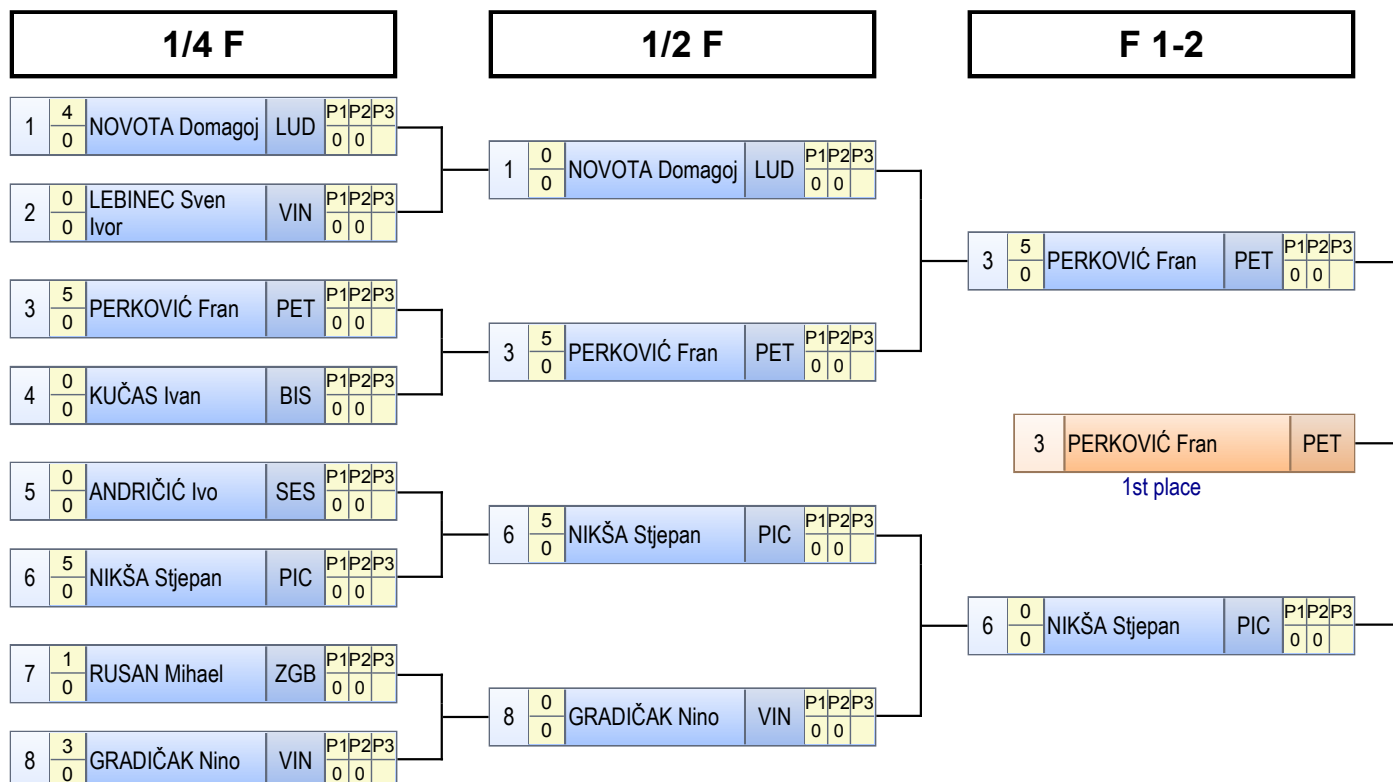 1/4 F
1/2 F
F 1-2
1 4 0 NOVOTA Domagoj LUD P1 P2 P3 0 0
2 0 0 LEBINEC Sven
Ivor VIN P1 P2 P3 0 0
3 5 0 PERKOVIĆ Fran PET P1 P2 P3 0 0
4 0 0 KUČAS Ivan BIS P1 P2 P3 0 0
5 0 0 ANDRIČIĆ Ivo SES P1 P2 P3 0 0
6 5 0 NIKŠA Stjepan PIC P1 P2 P3 0 0
7 1 0 RUSAN Mihael ZGB P1 P2 P3 0 0
8 3 0 GRADIČAK Nino VIN P1 P2 P3 0 0
1 0 0 NOVOTA Domagoj LUD P1 P2 P3 0 0
3 5 0 PERKOVIĆ Fran PET P1 P2 P3 0 0
6 5 0 NIKŠA Stjepan PIC P1 P2 P3 0 0
8 0 0 GRADIČAK Nino VIN P1 P2 P3 0 0
3 5 0 PERKOVIĆ Fran PET P1 P2 P3 0 0
3 PERKOVIĆ Fran PET
1st place
6 0 0 NIKŠA Stjepan PIC P1 P2 P3 0 0